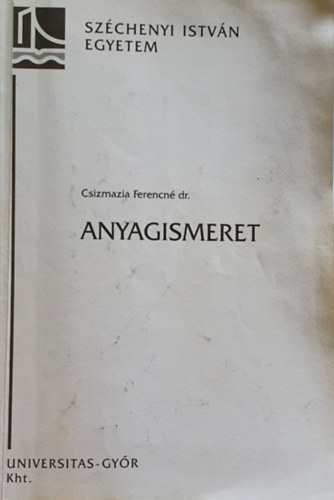 SZÉCHENYI ISTVÁN
EGYETEM
Csizmazia Ferencné dr.
ANYAGISMERET
UNIVERSITAS-GYŐR
Kht.